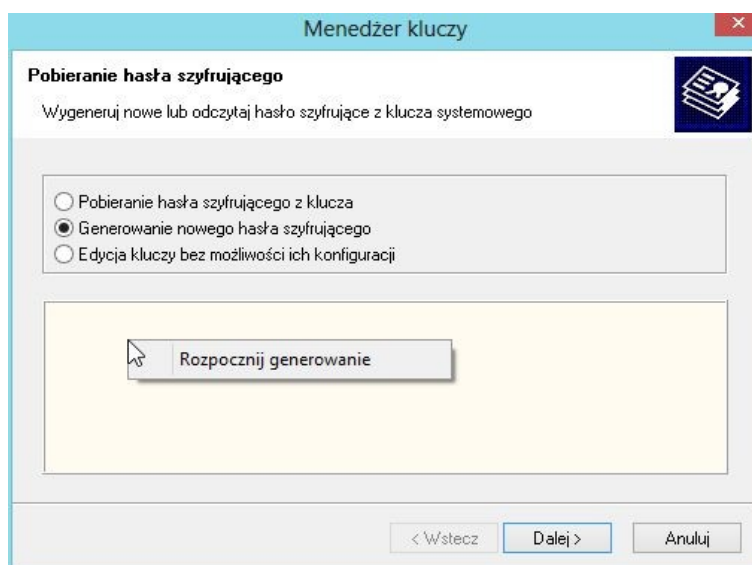 Menedżer kluczy
Pobieranie hasła szyfrującego
Wygeneruj nowe lub odczytaj hasło szyfrujące z klucza systemowego
Pobieranie hasła szyfrującego z klucza
Generowanie nowego hasła szyfrującego
Edycja kluczy bez możliwości ich konfiguracji
Rozpocznij generowanie
< Wstecz
Dalej >
Anuluj